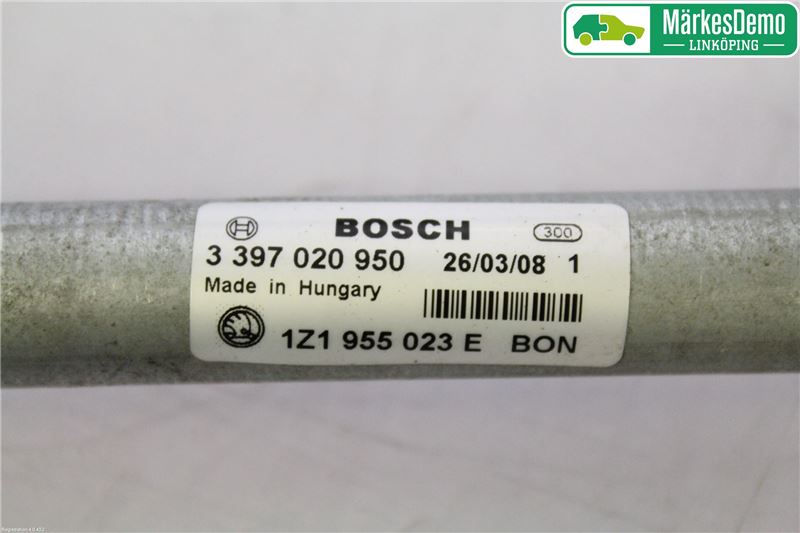 MärkesDemo
LINKÖPING
BOSCH 300
3 397 020 950 26/03/08 1
Made in Hungary
1Z1 955 023 E BON